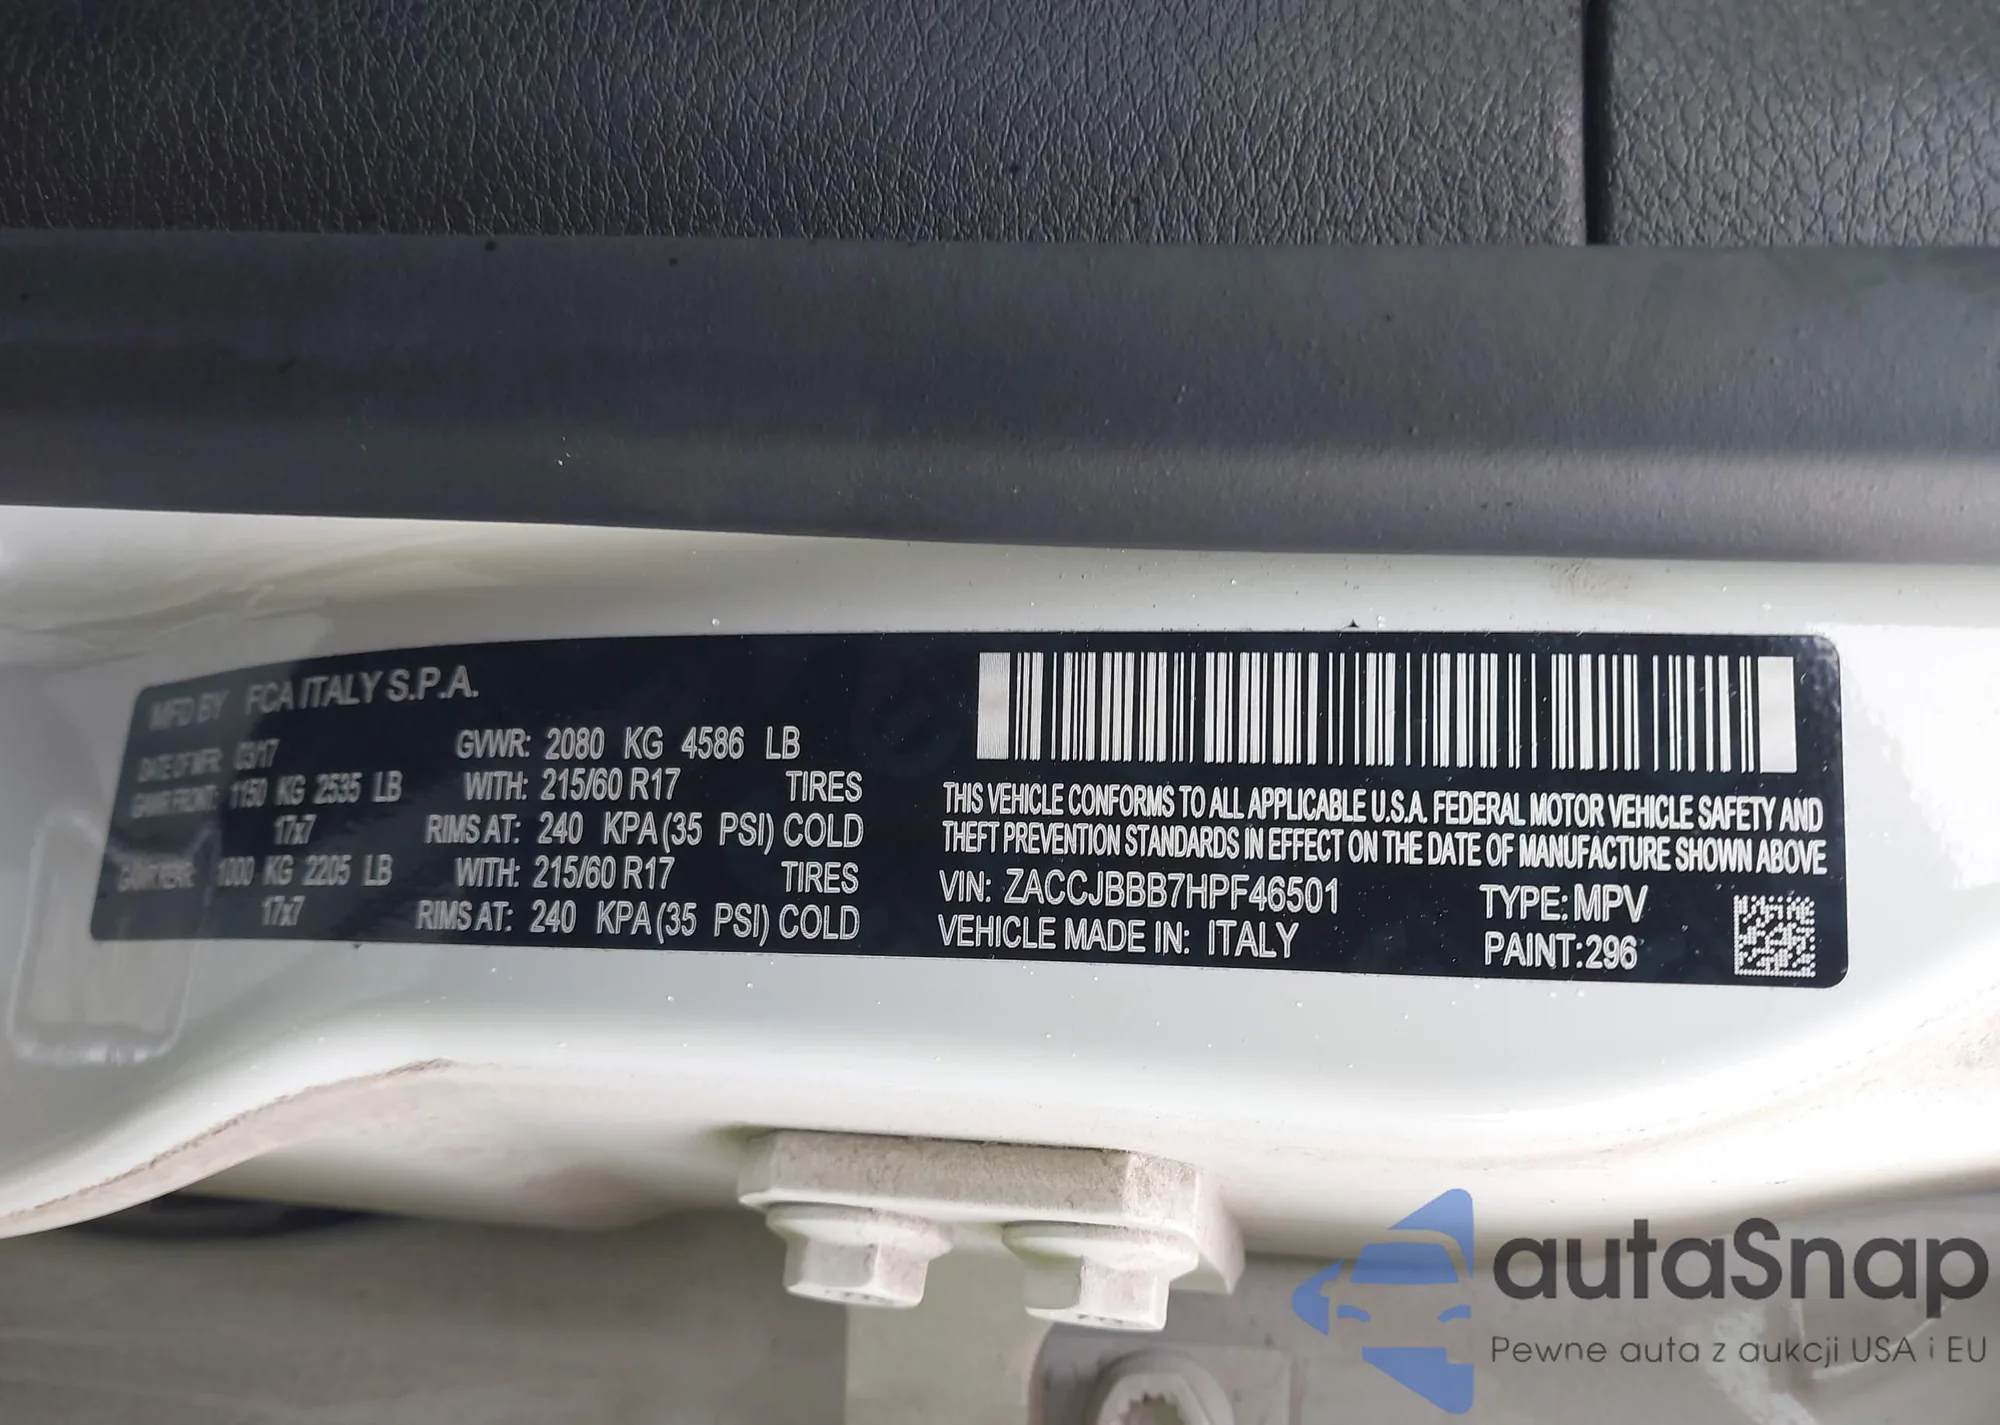 MFD BY FCA ITALY S.P.A.
DATE OF MFR: 03/17 GVWR: 2080 KG 4586 LB
GAWR FRONT: 1150 KG 2535 LB WITH: 215/60 R17 TIRES
17x7 RIMS AT: 240 KPA (35 PSI) COLD
GAWR REAR: 1000 KG 2205 LB WITH: 215/60 R17 TIRES
17x7 RIMS AT: 240 KPA (35 PSI) COLD
THIS VEHICLE CONFORMS TO ALL APPLICABLE U.S.A. FEDERAL MOTOR VEHICLE SAFETY AND
THEFT PREVENTION STANDARDS IN EFFECT ON THE DATE OF MANUFACTURE SHOWN ABOVE
VIN: ZACCJBBB7HPF46501 TYPE: MPV
VEHICLE MADE IN: ITALY PAINT: 296
autaSnap
Pewne auta z aukcji USA i EU